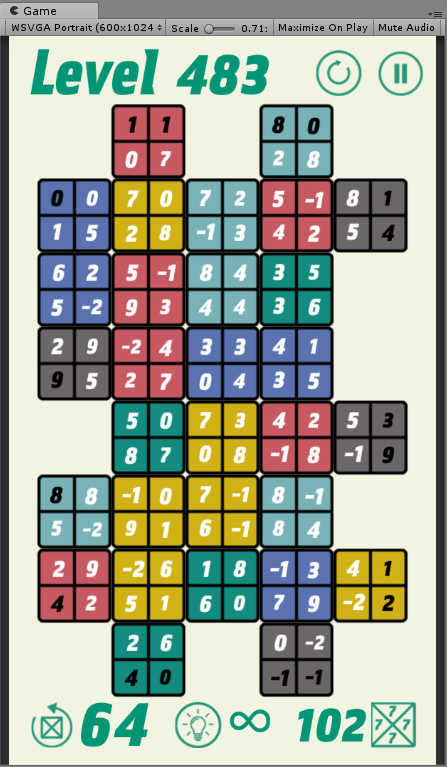 Game
WSVGA Portrait (600x1024 Scale 0.71: Maximize On Play Mute Audio
Level 483
1 1 8 0
0 7 2 8
0 0 7 0 7 2 5 -1 8 1
1 5 2 8 -1 3 4 2 5 4
6 2 5 -1 8 4 3 5
5 -2 9 3 4 4 3 6
2 9 -2 4 3 3 4 1
9 5 2 7 0 4 3 5
5 0 7 3 4 2 5 3
8 7 0 8 -1 8 -1 9
8 8 -1 0 7 -1 8 -1
5 -2 9 1 6 -1 8 4
2 9 -2 6 1 8 -1 3 4 1
4 2 5 1 6 0 7 9 -2 2
2 6 0 -2
4 0 -1 -1
64 ∞ 102 7 7 7 7